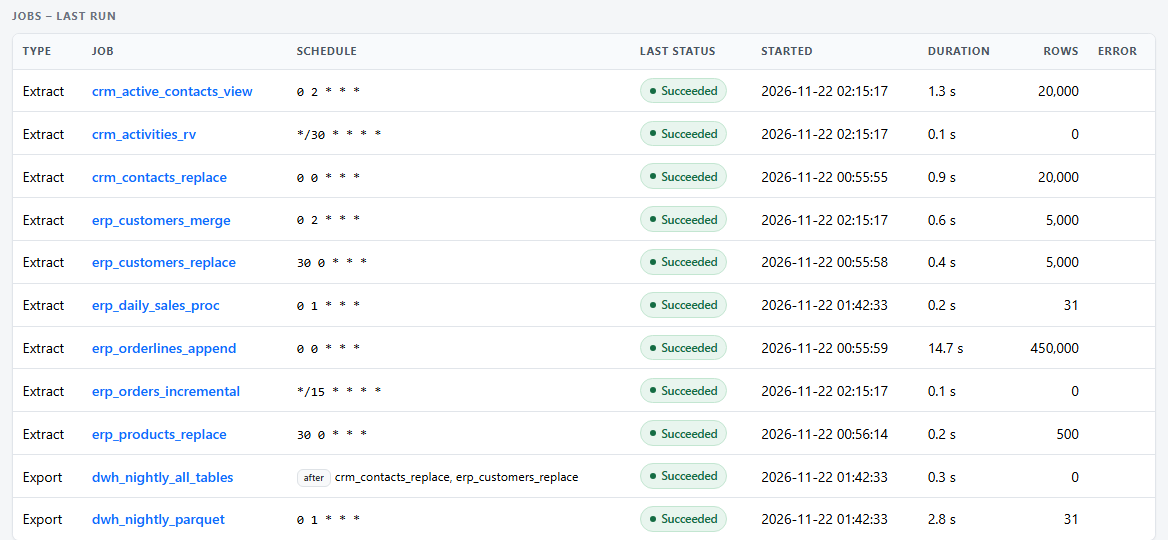 JOBS – LAST RUN
TYPE JOB SCHEDULE LAST STATUS STARTED DURATION ROWS ERROR
Extract crm_active_contacts_view 0 2 * * * Succeeded 2026-11-22 02:15:17 1.3 s 20,000
Extract crm_activities_rv */30 * * * * Succeeded 2026-11-22 02:15:17 0.1 s 0
Extract crm_contacts_replace 0 0 * * * Succeeded 2026-11-22 00:55:55 0.9 s 20,000
Extract erp_customers_merge 0 2 * * * Succeeded 2026-11-22 02:15:17 0.6 s 5,000
Extract erp_customers_replace 30 0 * * * Succeeded 2026-11-22 00:55:58 0.4 s 5,000
Extract erp_daily_sales_proc 0 1 * * * Succeeded 2026-11-22 01:42:33 0.2 s 31
Extract erp_orderlines_append 0 0 * * * Succeeded 2026-11-22 00:55:59 14.7 s 450,000
Extract erp_orders_incremental */15 * * * * Succeeded 2026-11-22 02:15:17 0.1 s 0
Extract erp_products_replace 30 0 * * * Succeeded 2026-11-22 00:56:14 0.2 s 500
Export dwh_nightly_all_tables after crm_contacts_replace, erp_customers_replace Succeeded 2026-11-22 01:42:33 0.3 s 0
Export dwh_nightly_parquet 0 1 * * * Succeeded 2026-11-22 01:42:33 2.8 s 31